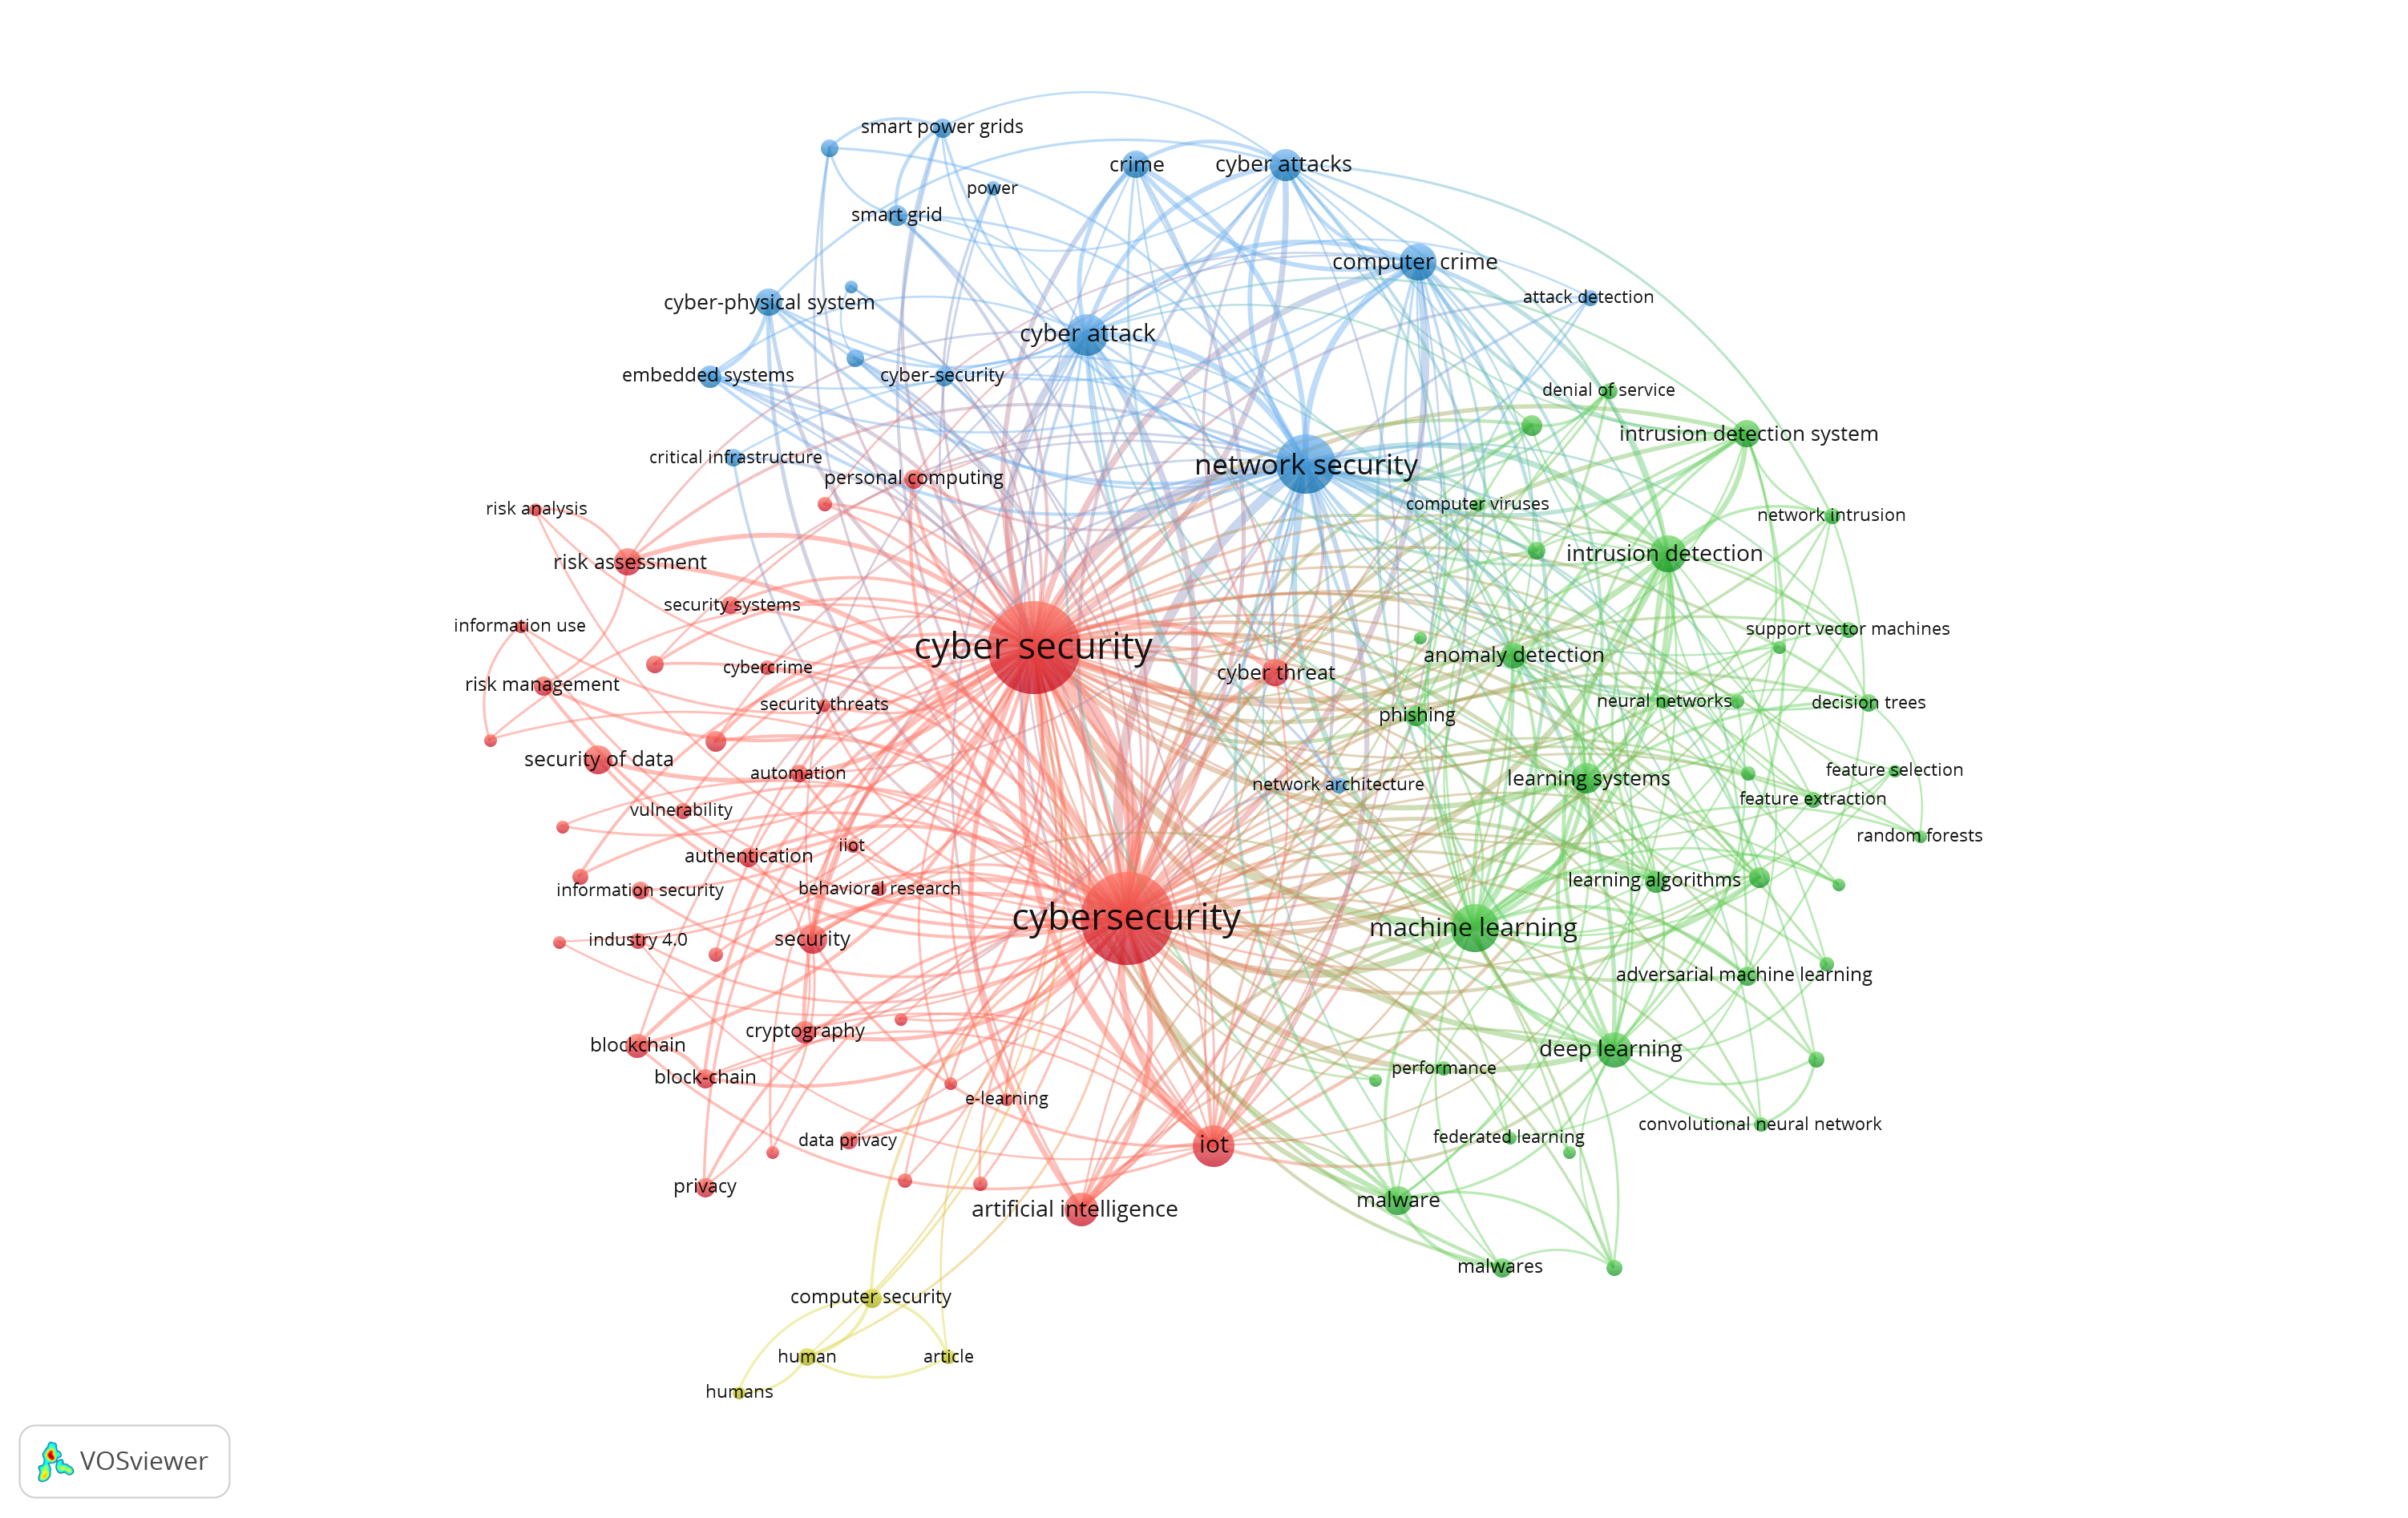 smart power grids
crime
cyber attacks
power
smart grid
computer crime
attack detection
cyber-physical system
cyber attack
embedded systems
cyber-security
denial of service
intrusion detection system
critical infrastructure
network security
personal computing
computer viruses
risk analysis
network intrusion
intrusion detection
risk assessment
security systems
information use
support vector machines
cyber security
anomaly detection
cybercrime
cyber threat
risk management
security threats
neural networks
decision trees
phishing
security of data
automation
feature selection
learning systems
network architecture
feature extraction
vulnerability
random forests
iiot
authentication
learning algorithms
behavioral research
information security
cybersecurity
machine learning
industry 4.0
security
adversarial machine learning
cryptography
blockchain
deep learning
performance
block-chain
e-learning
convolutional neural network
federated learning
data privacy
iot
privacy
malware
artificial intelligence
malwares
computer security
human
article
humans
VOSviewer